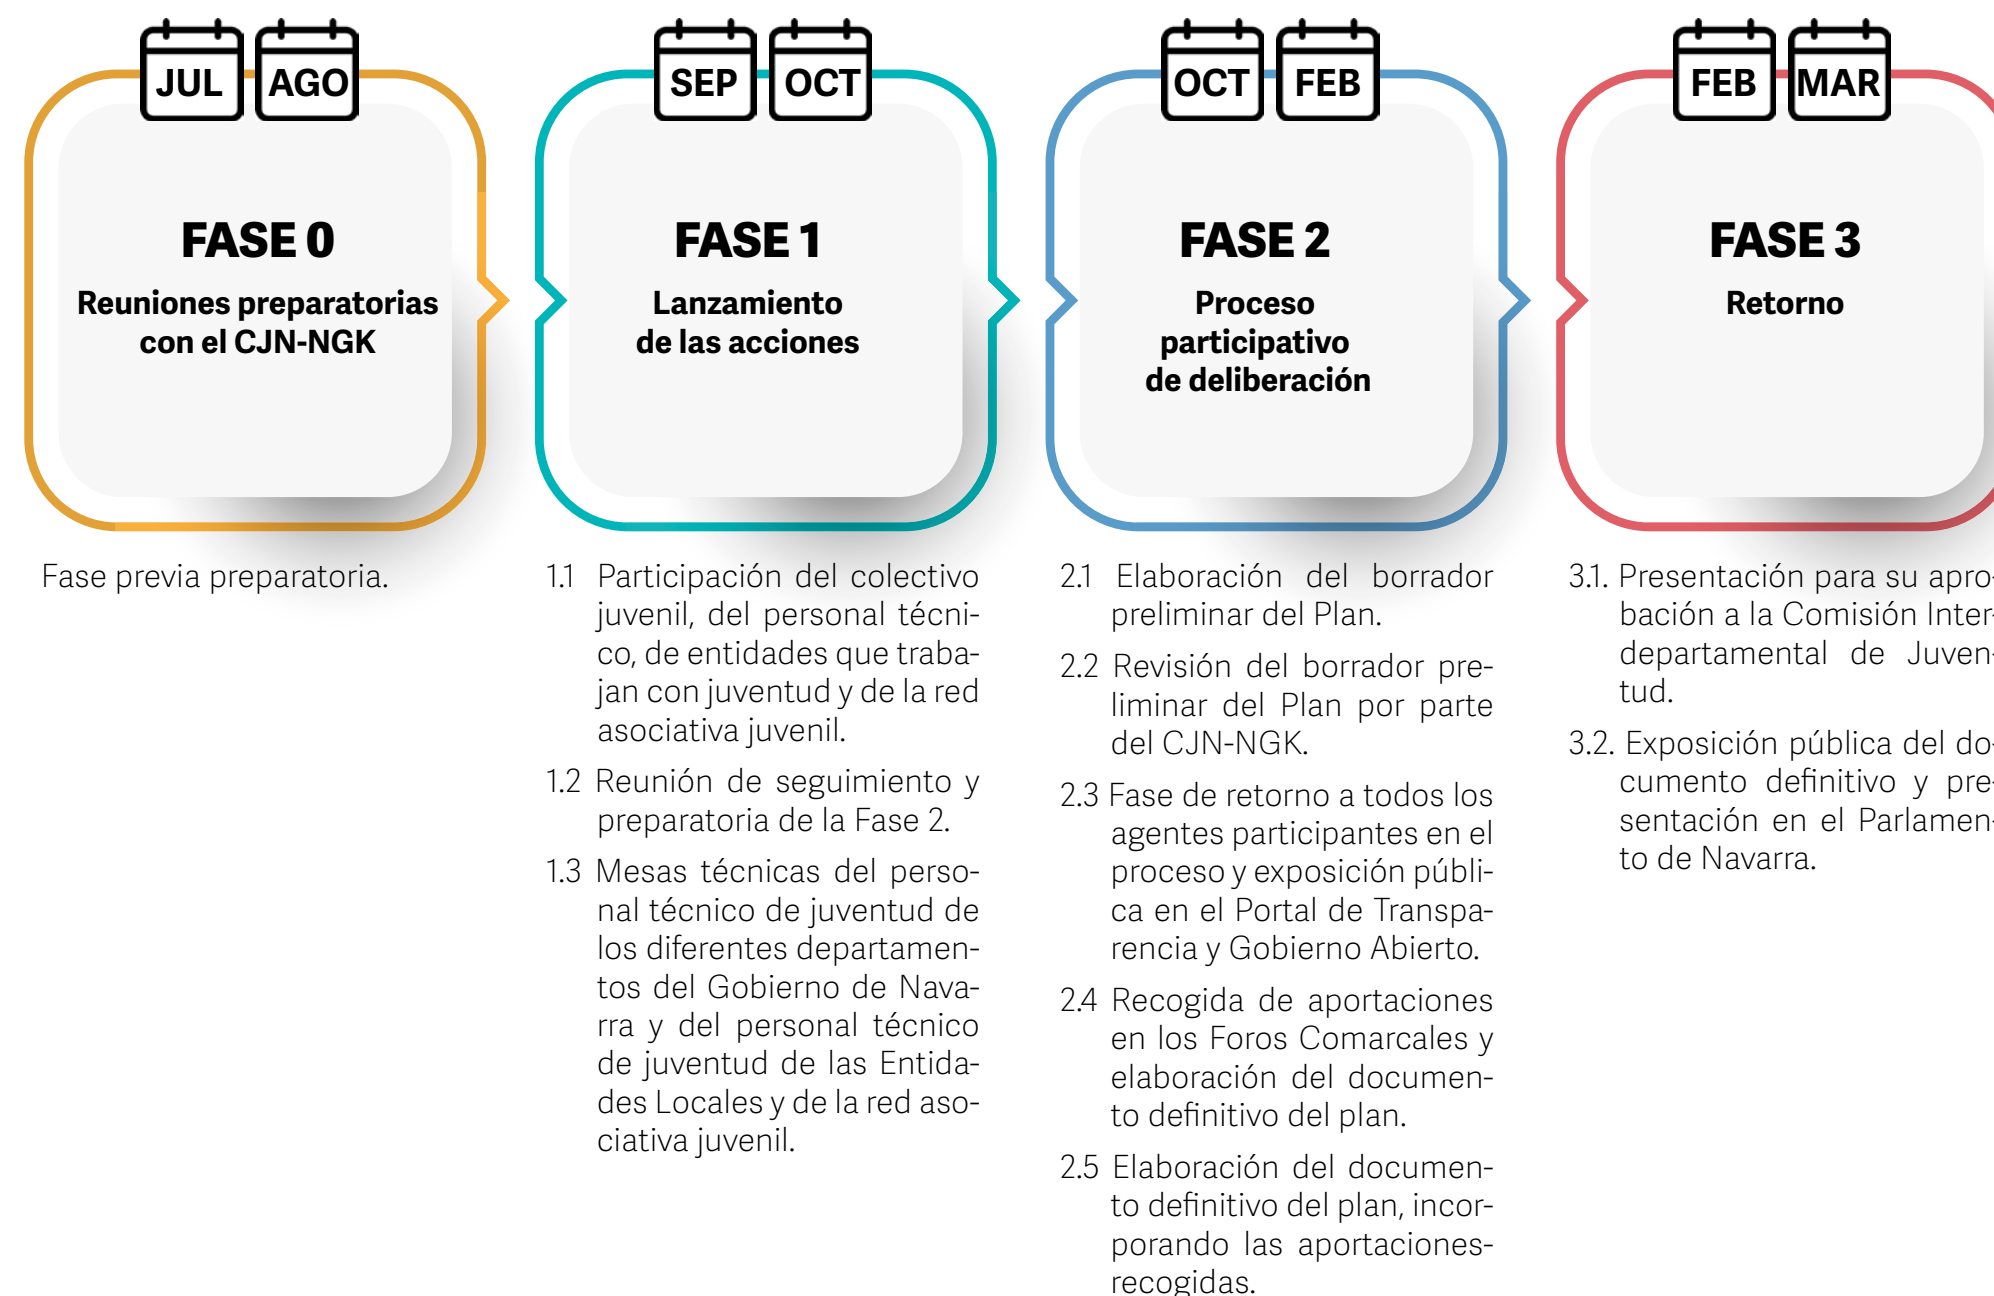 JUL AGO
FASE 0
Reuniones preparatorias
con el CJN-NGK
Fase previa preparatoria.
SEP OCT
FASE 1
Lanzamiento
de las acciones
1.1 Participación del colectivo
juvenil, del personal técni-
co, de entidades que traba-
jan con juventud y de la red
asociativa juvenil.
1.2 Reunión de seguimiento y
preparatoria de la Fase 2.
1.3 Mesas técnicas del perso-
nal técnico de juventud de
los diferentes departamen-
tos del Gobierno de Nava-
rra y del personal técnico
de juventud de las Entida-
des Locales y de la red aso-
ciativa juvenil.
OCT FEB
FASE 2
Proceso
participativo
de deliberación
2.1 Elaboración del borrador
preliminar del Plan.
2.2 Revisión del borrador pre-
liminar del Plan por parte
del CJN-NGK.
2.3 Fase de retorno a todos los
agentes participantes en el
proceso y exposición públi-
ca en el Portal de Transpa-
rencia y Gobierno Abierto.
2.4 Recogida de aportaciones
en los Foros Comarcales y
elaboración del documen-
to definitivo del plan.
2.5 Elaboración del documen-
to definitivo del plan, incor-
porando las aportaciones-
recogidas.
FEB MAR
FASE 3
Retorno
3.1. Presentación para su apro-
bación a la Comisión Inter-
departamental de Juven-
tud.
3.2. Exposición pública del do-
cumento definitivo y pre-
sentación en el Parlamen-
to de Navarra.